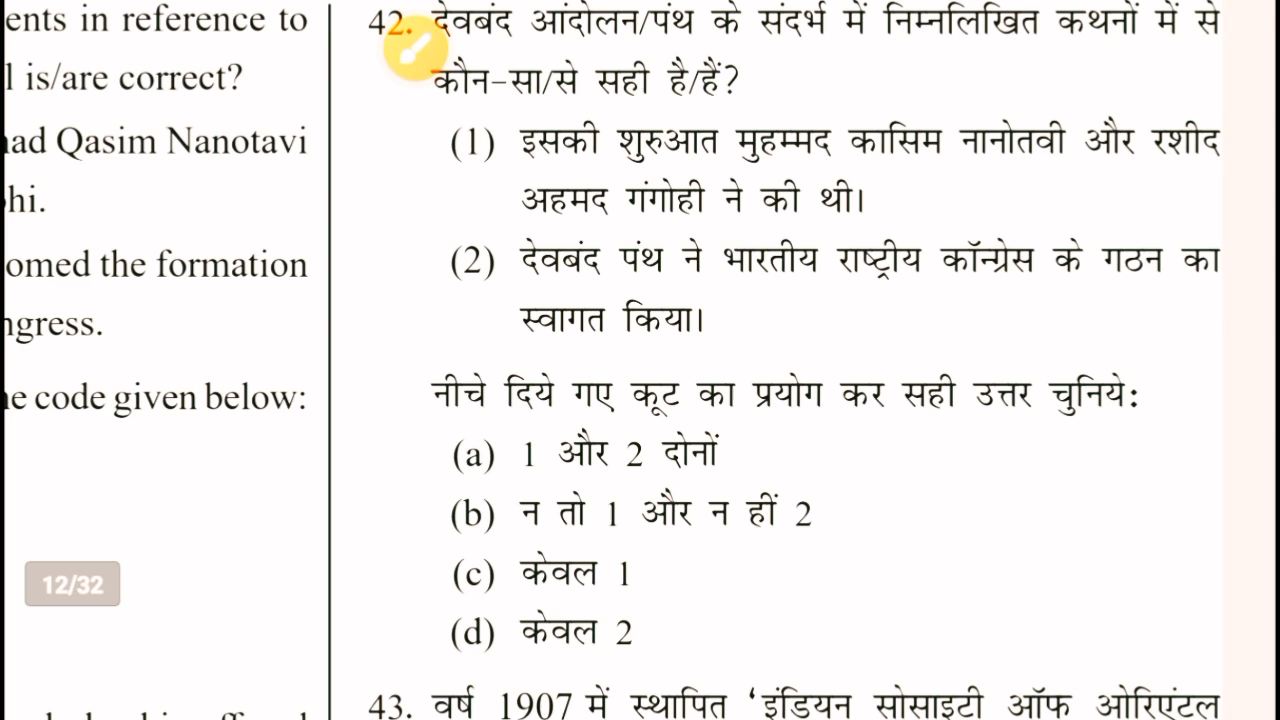 ents in reference to
l is/are correct?
Qasim Nanotavi
hi.
omed the formation
ngress.
e code given below:
12/32
42. देवबंद आंदोलन/पंथ के संदर्भ में निम्नलिखित कथनों में से
कौन-सा/से सही है/हैं?
(1) इसकी शुरुआत मुहम्मद कासिम नानोतवी और रशीद
अहमद गंगोही ने की थी।
(2) देवबंद पंथ ने भारतीय राष्ट्रीय कॉन्ग्रेस के गठन का
स्वागत किया।
नीचे दिये गए कूट का प्रयोग कर सही उत्तर चुनिये:
(a) 1 और 2 दोनों
(b) न तो 1 और न हीं 2
(c) केवल 1
(d) केवल 2
43. वर्ष 1907 में स्थापित ‘इंडियन सोसाइटी ऑफ ओरिएंटल